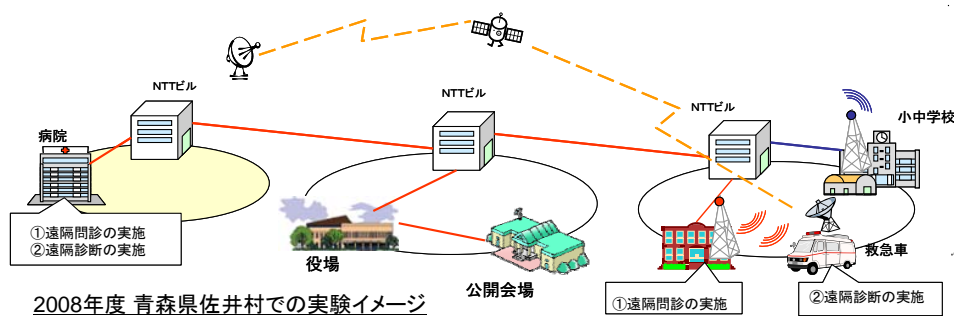 NTTビル
NTTビル
NTTビル
小中学校
病院
①遠隔問診の実施
②遠隔診断の実施
役場
公開会場
救急車
①遠隔問診の実施
②遠隔診断の実施
2008年度 青森県佐井村での実験イメージ